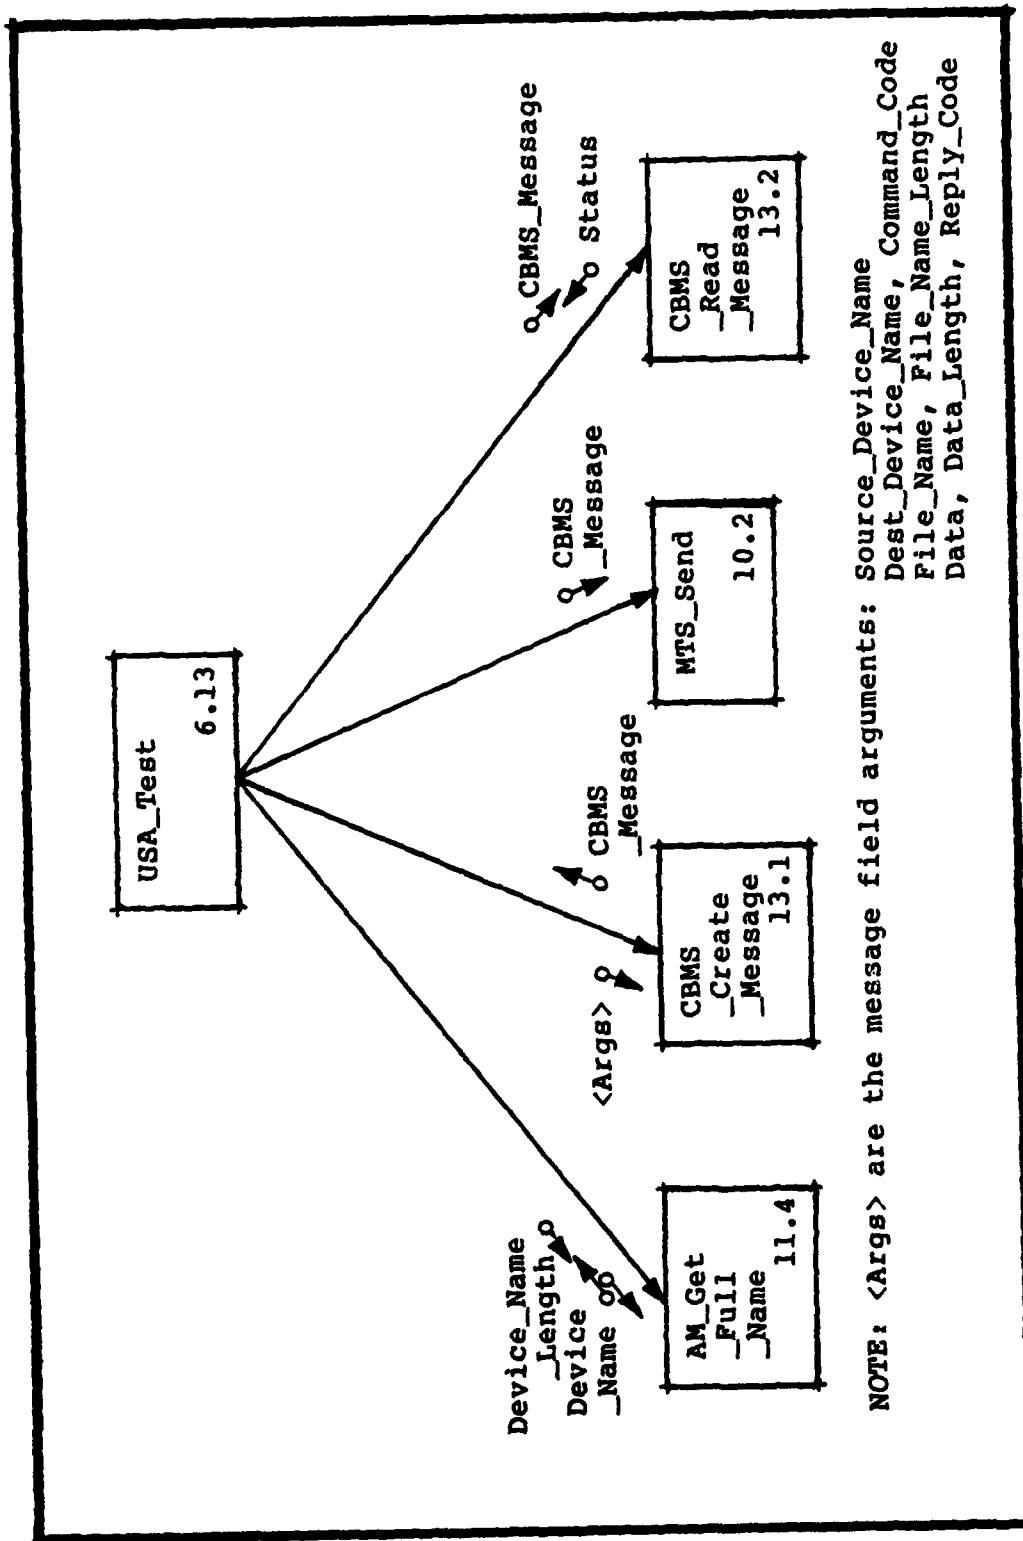 USA_Test
6.13
Device_Name
_Length
Device
_Name
<Args>
CBMS
_Message
CBMS
_Message
CBMS_Message
Status
AM_Get
_Full
_Name
11.4
CBMS
_Create
_Message
13.1
MTS_Send
10.2
CBMS
_Read
_Message
13.2
NOTE: <Args> are the message field arguments: Source_Device_Name
Dest_Device_Name, Command_Code
File_Name, File_Name_Length
Data, Data_Length, Reply_Code